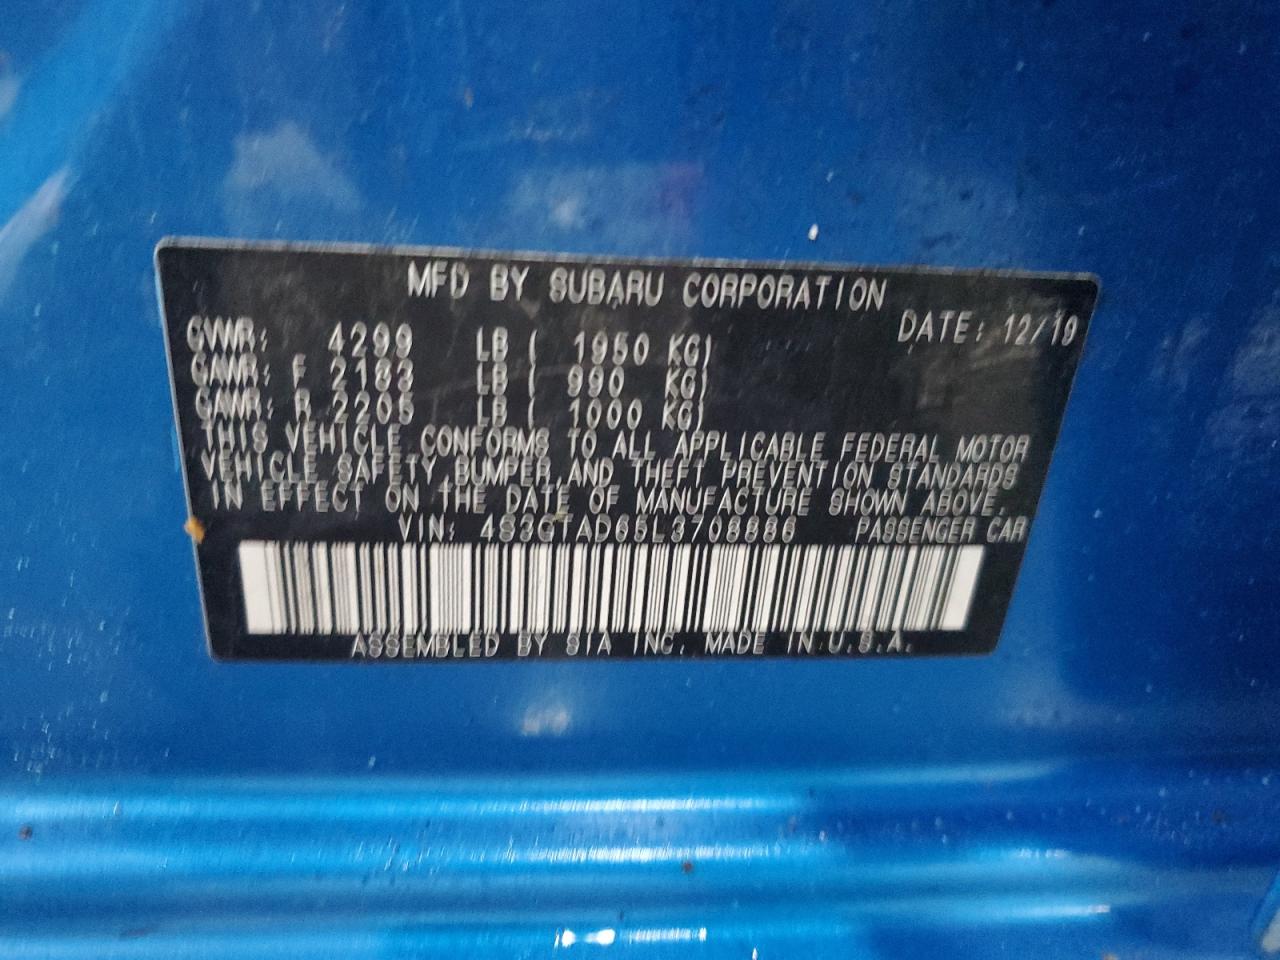 MFD BY SUBARU CORPORATION
DATE: 12/19
GVWR: 4299 LB ( 1950 KG)
GAWR: F 2183 LB ( 990 KG)
GAWR: R 2205 LB ( 1000 KG)
THIS VEHICLE CONFORMS TO ALL APPLICABLE FEDERAL MOTOR
VEHICLE SAFETY,BUMPER,AND THEFT PREVENTION STANDARDS
IN EFFECT ON THE DATE OF MANUFACTURE SHOWN ABOVE.
VIN: 4S3GTAD65L3708886 PASSENGER CAR
ASSEMBLED BY SIA INC. MADE IN U.S.A.